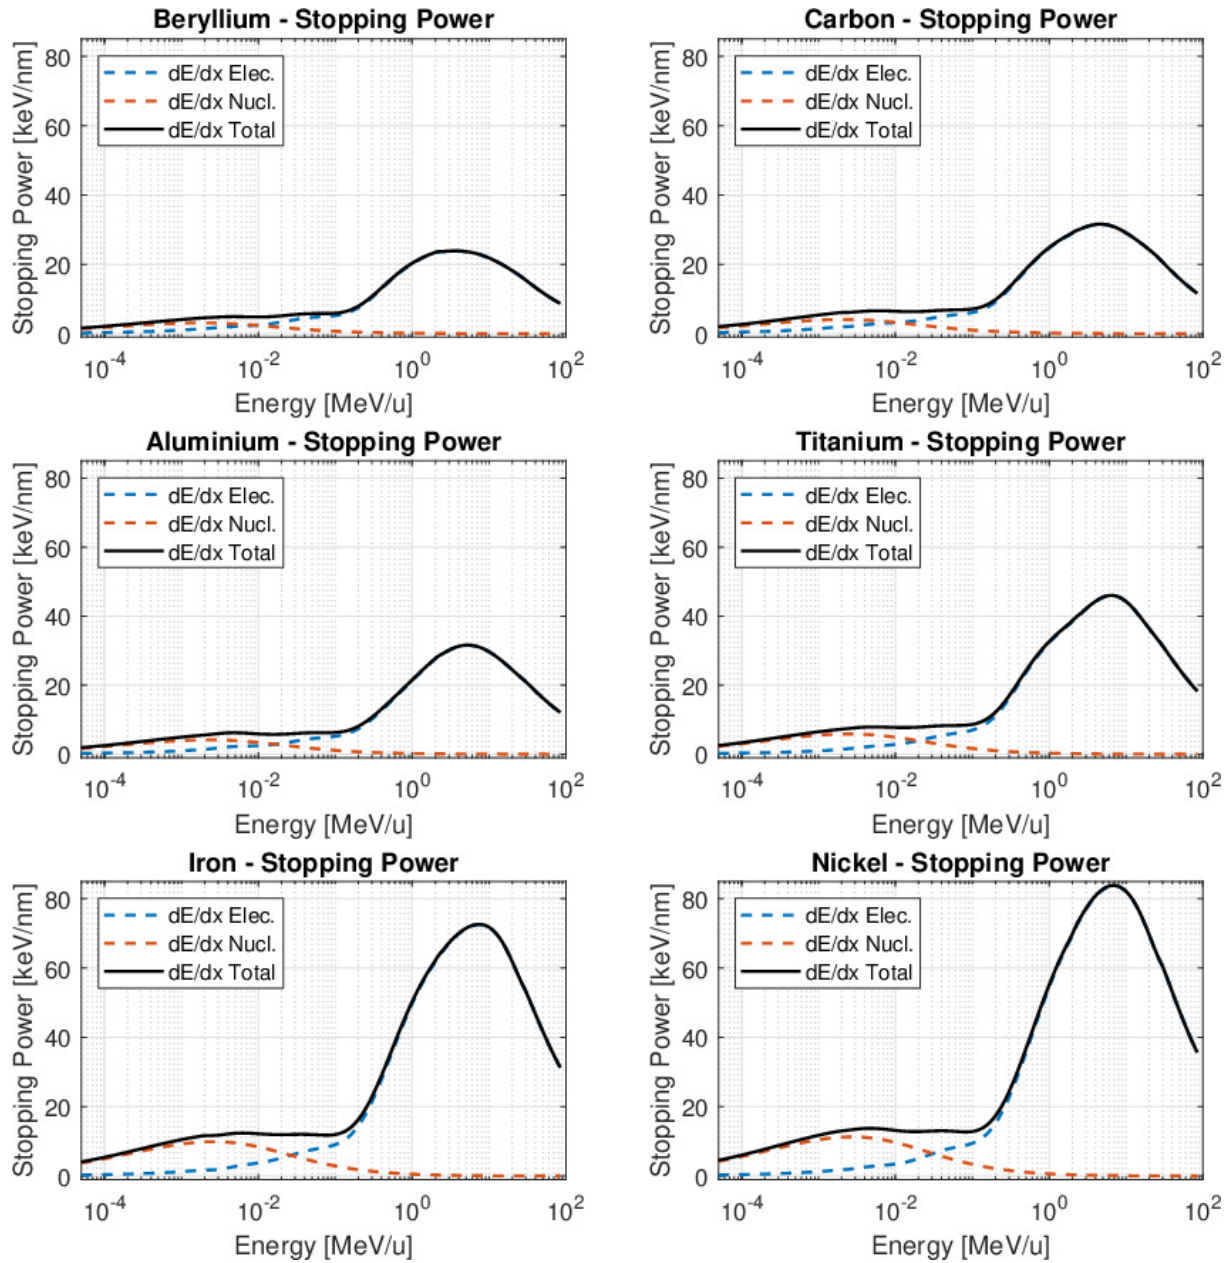 Beryllium - Stopping Power
80
60
40
20
0
Stopping Power [keV/nm]
dE/dx Elec.
dE/dx Nucl.
dE/dx Total
10^-4
10^-2
10^0
10^2
Energy [MeV/u]
Carbon - Stopping Power
80
60
40
20
0
Stopping Power [keV/nm]
dE/dx Elec.
dE/dx Nucl.
dE/dx Total
10^-4
10^-2
10^0
10^2
Energy [MeV/u]
Aluminium - Stopping Power
80
60
40
20
0
Stopping Power [keV/nm]
dE/dx Elec.
dE/dx Nucl.
dE/dx Total
10^-4
10^-2
10^0
10^2
Energy [MeV/u]
Titanium - Stopping Power
80
60
40
20
0
Stopping Power [keV/nm]
dE/dx Elec.
dE/dx Nucl.
dE/dx Total
10^-4
10^-2
10^0
10^2
Energy [MeV/u]
Iron - Stopping Power
80
60
40
20
0
Stopping Power [keV/nm]
dE/dx Elec.
dE/dx Nucl.
dE/dx Total
10^-4
10^-2
10^0
10^2
Energy [MeV/u]
Nickel - Stopping Power
80
60
40
20
0
Stopping Power [keV/nm]
dE/dx Elec.
dE/dx Nucl.
dE/dx Total
10^-4
10^-2
10^0
10^2
Energy [MeV/u]